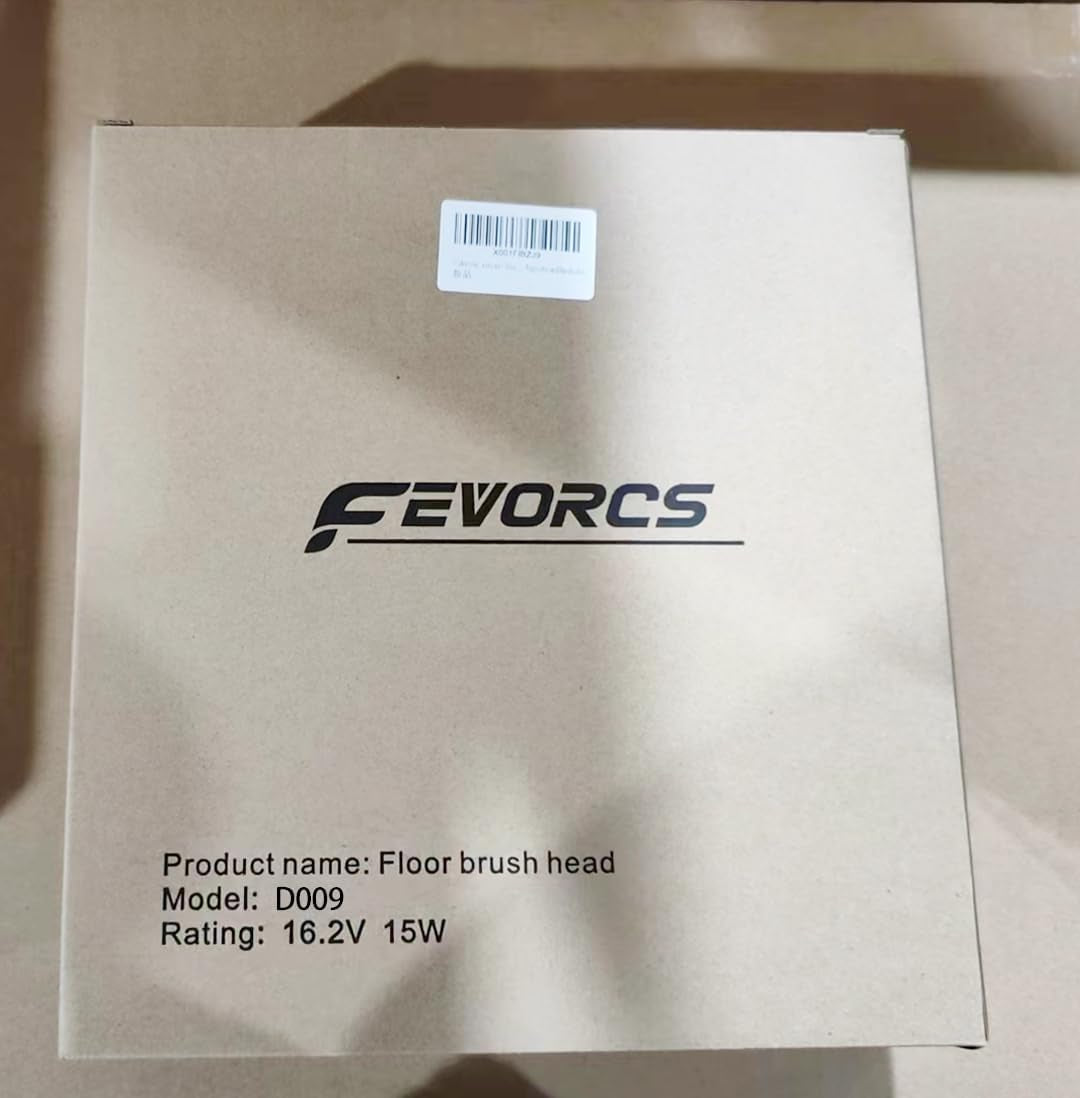 FEVORCS
Product name: Floor brush head
Model: D009
Rating: 16.2V 15W